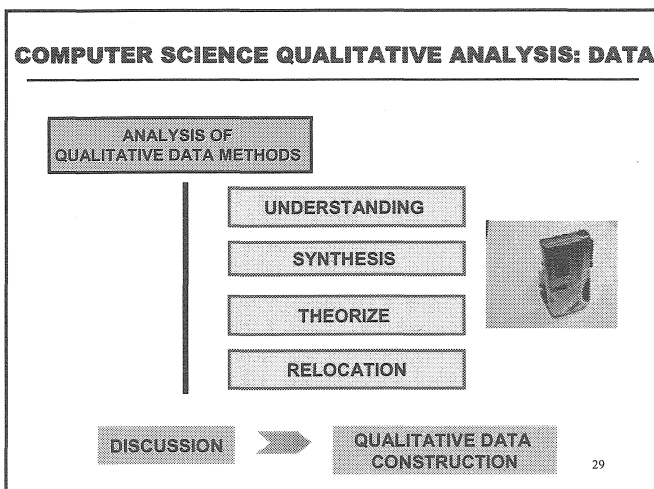 COMPUTER SCIENCE QUALITATIVE ANALYSIS: DATA
ANALYSIS OF
QUALITATIVE DATA METHODS
UNDERSTANDING
SYNTHESIS
THEORIZE
RELOCATION
DISCUSSION
QUALITATIVE DATA
CONSTRUCTION
29